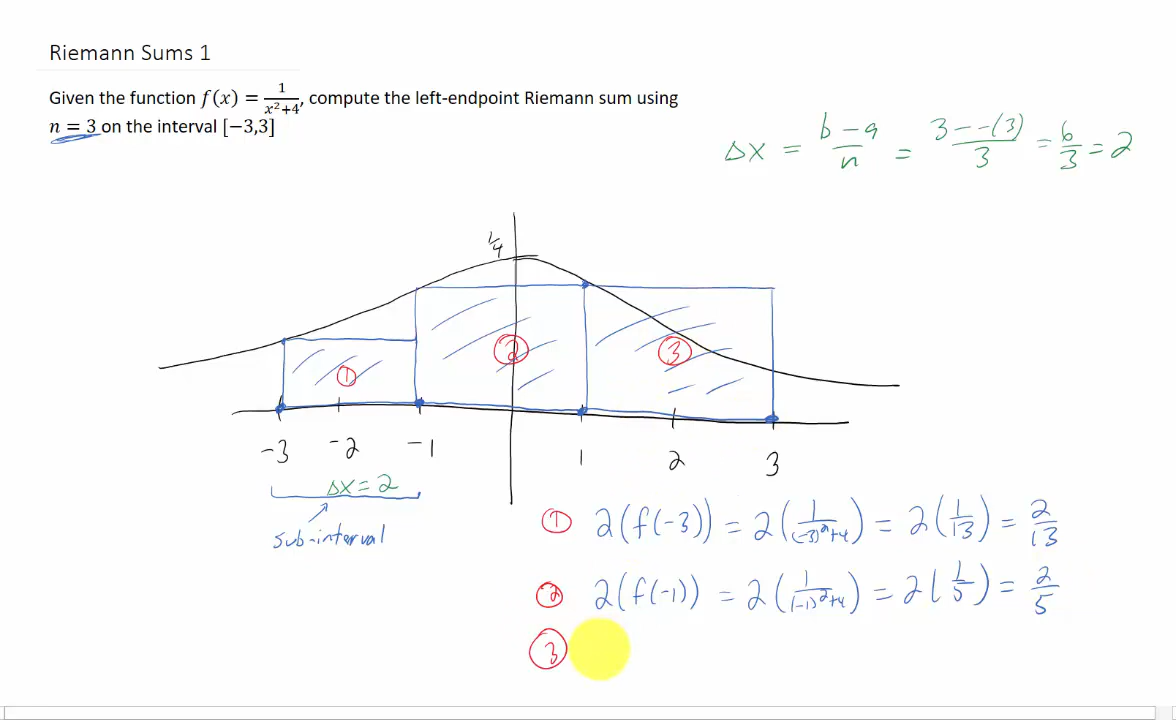 Riemann Sums 1
Given the function f(x) = 1/(x²+4), compute the left-endpoint Riemann sum using
n = 3 on the interval [−3,3]
Δx = (b−a)/n = (3−−(3))/3 = 6/3 = 2
1/4
① ② ③
−3 −2 −1 1 2 3
Δx = 2
sub-interval
① 2(f(−3)) = 2(1/((−3)²+4)) = 2(1/13) = 2/13
② 2(f(−1)) = 2(1/((−1)²+4)) = 2(1/5) = 2/5
③